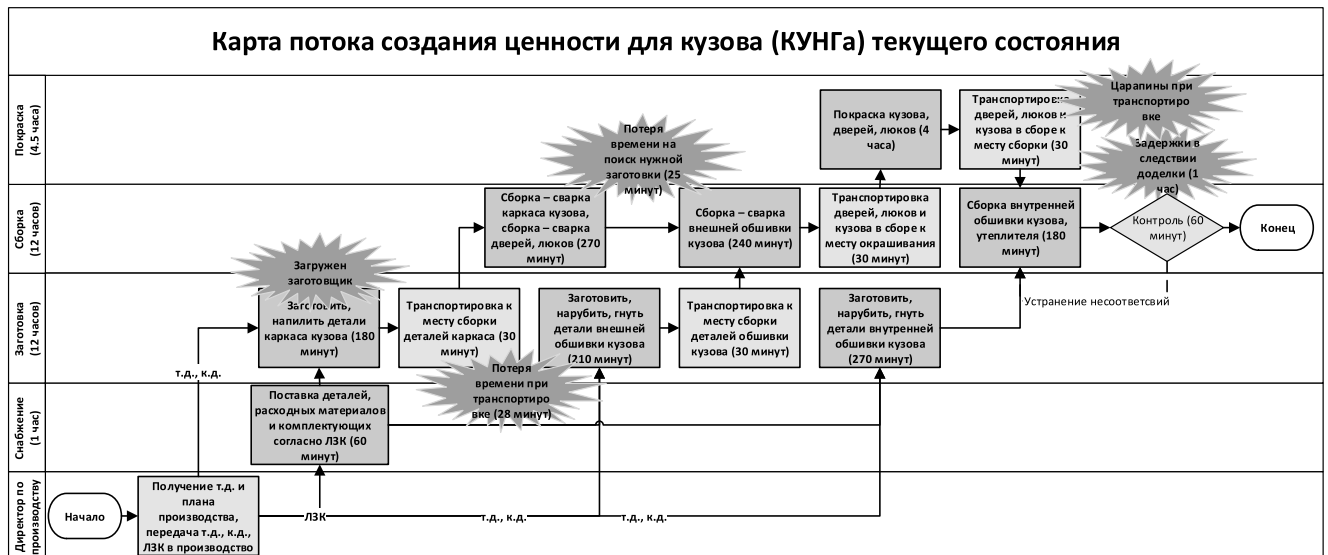 Карта потока создания ценности для кузова (КУНГа) текущего состояния
Покраска
(4.5 часа)
Покраска кузова,
дверей, люков (4
часа)
Транспортировка
дверей, люков и
кузова в сборе к
месту сборки (30
минут)
Царапины при
транспортиро
вке
Задержки в
следствии
доделки (1
час)
Потеря
времени на
поиск нужной
заготовки (25
минут)
Сборка
(12 часов)
Сборка – сварка
каркаса кузова,
сборка – сварка
дверей, люков (270
минут)
Сборка – сварка
внешней обшивки
кузова (240 минут)
Транспортировка
дверей, люков и
кузова в сборе к
месту окрашивания
(30 минут)
Сборка внутренней
обшивки кузова,
утеплителя (180
минут)
Контроль (60
минут)
Конец
Устранение несоответсвий
Заготовка
(12 часов)
Загружен
заготовщик
Заготовить,
напилить детали
каркаса кузова (180
минут)
Транспортировка к
месту сборки
деталей каркаса (30
минут)
Заготовить,
нарубить, гнуть
детали внешней
обшивки кузова
(210 минут)
Транспортировка к
месту сборки
деталей обшивки
кузова (30 минут)
Заготовить,
нарубить, гнуть
детали внутренней
обшивки кузова
(270 минут)
т.д., к.д.
Потеря
времени при
транспортиро
вке (28 минут)
Снабжение
(1 час)
Поставка деталей,
расходных материалов
и комплектующих
согласно ЛЗК (60
минут)
Директор по
производству
Начало
Получение т.д. и
плана
производства,
передача т.д., к.д.,
ЛЗК в производство
ЛЗК
т.д., к.д.
т.д., к.д.